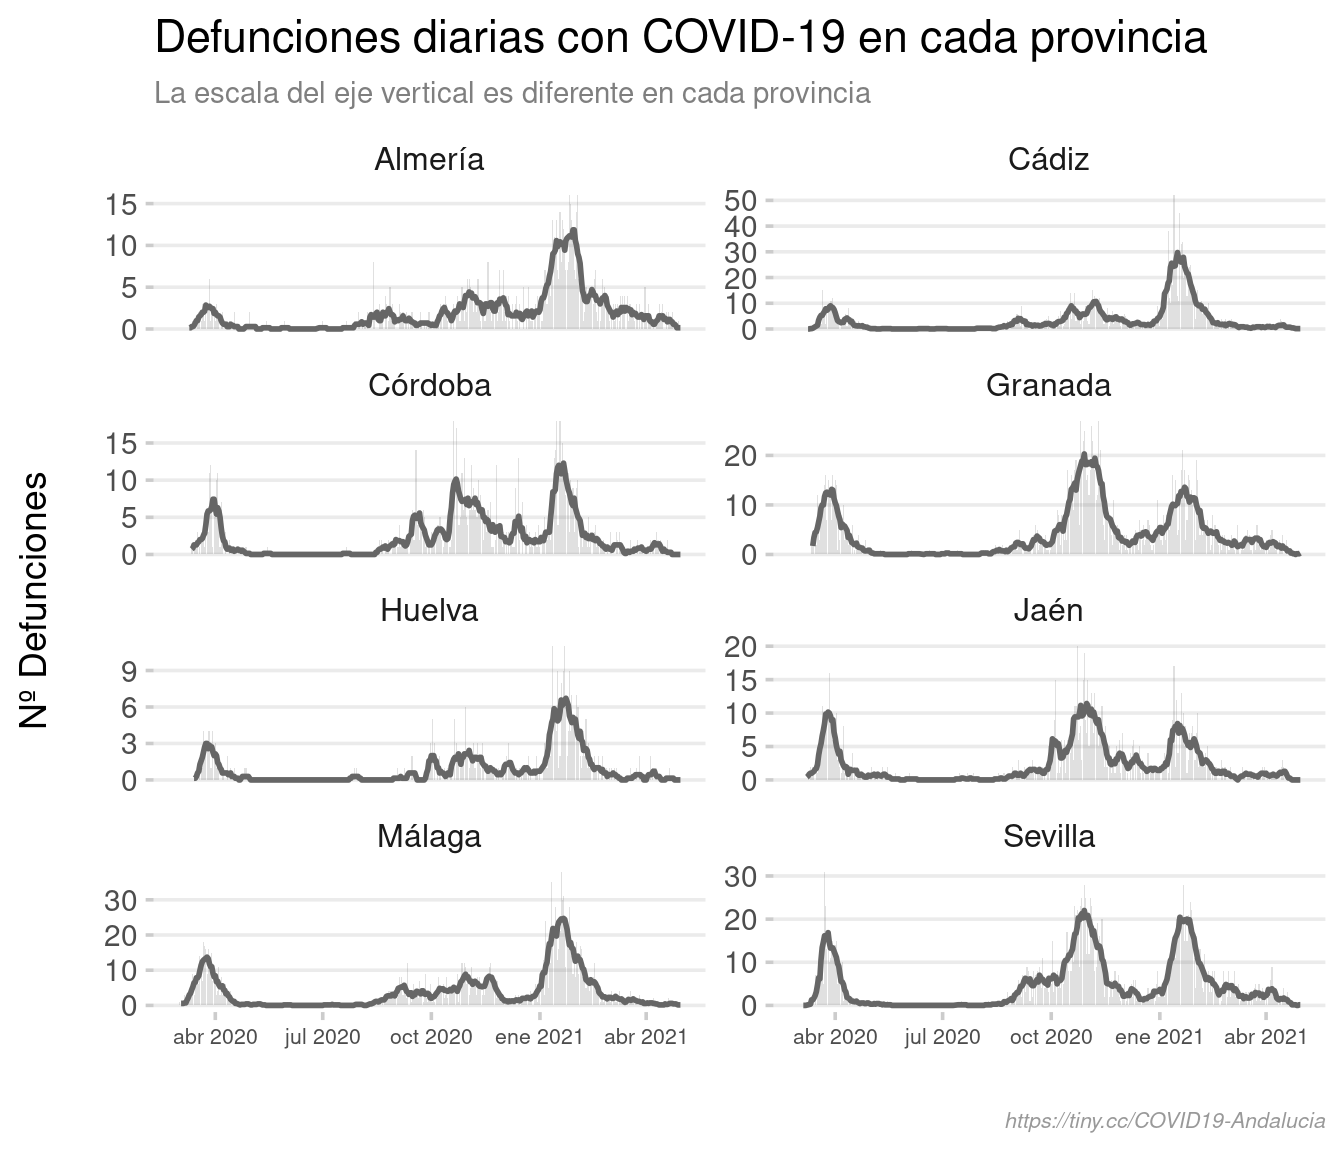 Defunciones diarias con COVID-19 en cada provincia
La escala del eje vertical es diferente en cada provincia
Nº Defunciones
Almería
15
10
5
0
Cádiz
50
40
30
20
10
0
Córdoba
15
10
5
0
Granada
20
10
0
Huelva
9
6
3
0
Jaén
20
15
10
5
0
Málaga
30
20
10
0
abr 2020 jul 2020 oct 2020 ene 2021 abr 2021
Sevilla
30
20
10
0
abr 2020 jul 2020 oct 2020 ene 2021 abr 2021
https://tiny.cc/COVID19-Andalucia